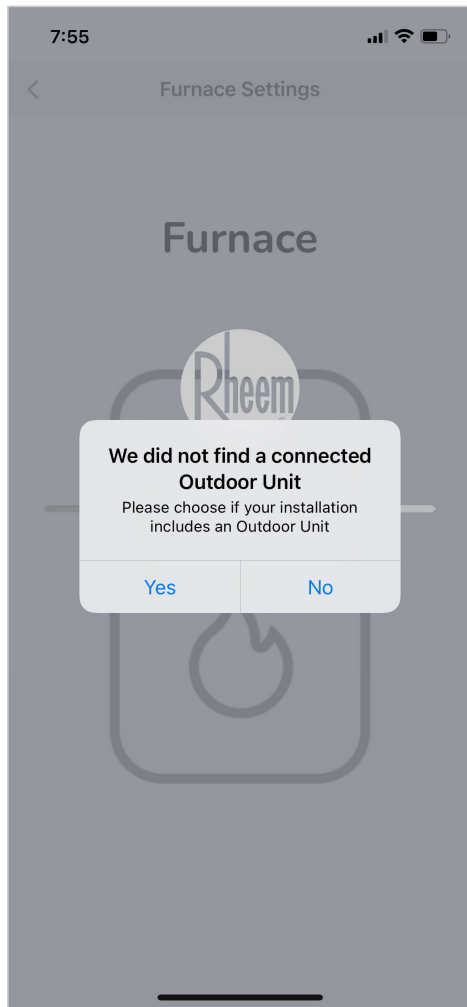 7:55
Furnace Settings
Furnace
Rheem
We did not find a connected
Outdoor Unit
Please choose if your installation
includes an Outdoor Unit
Yes No